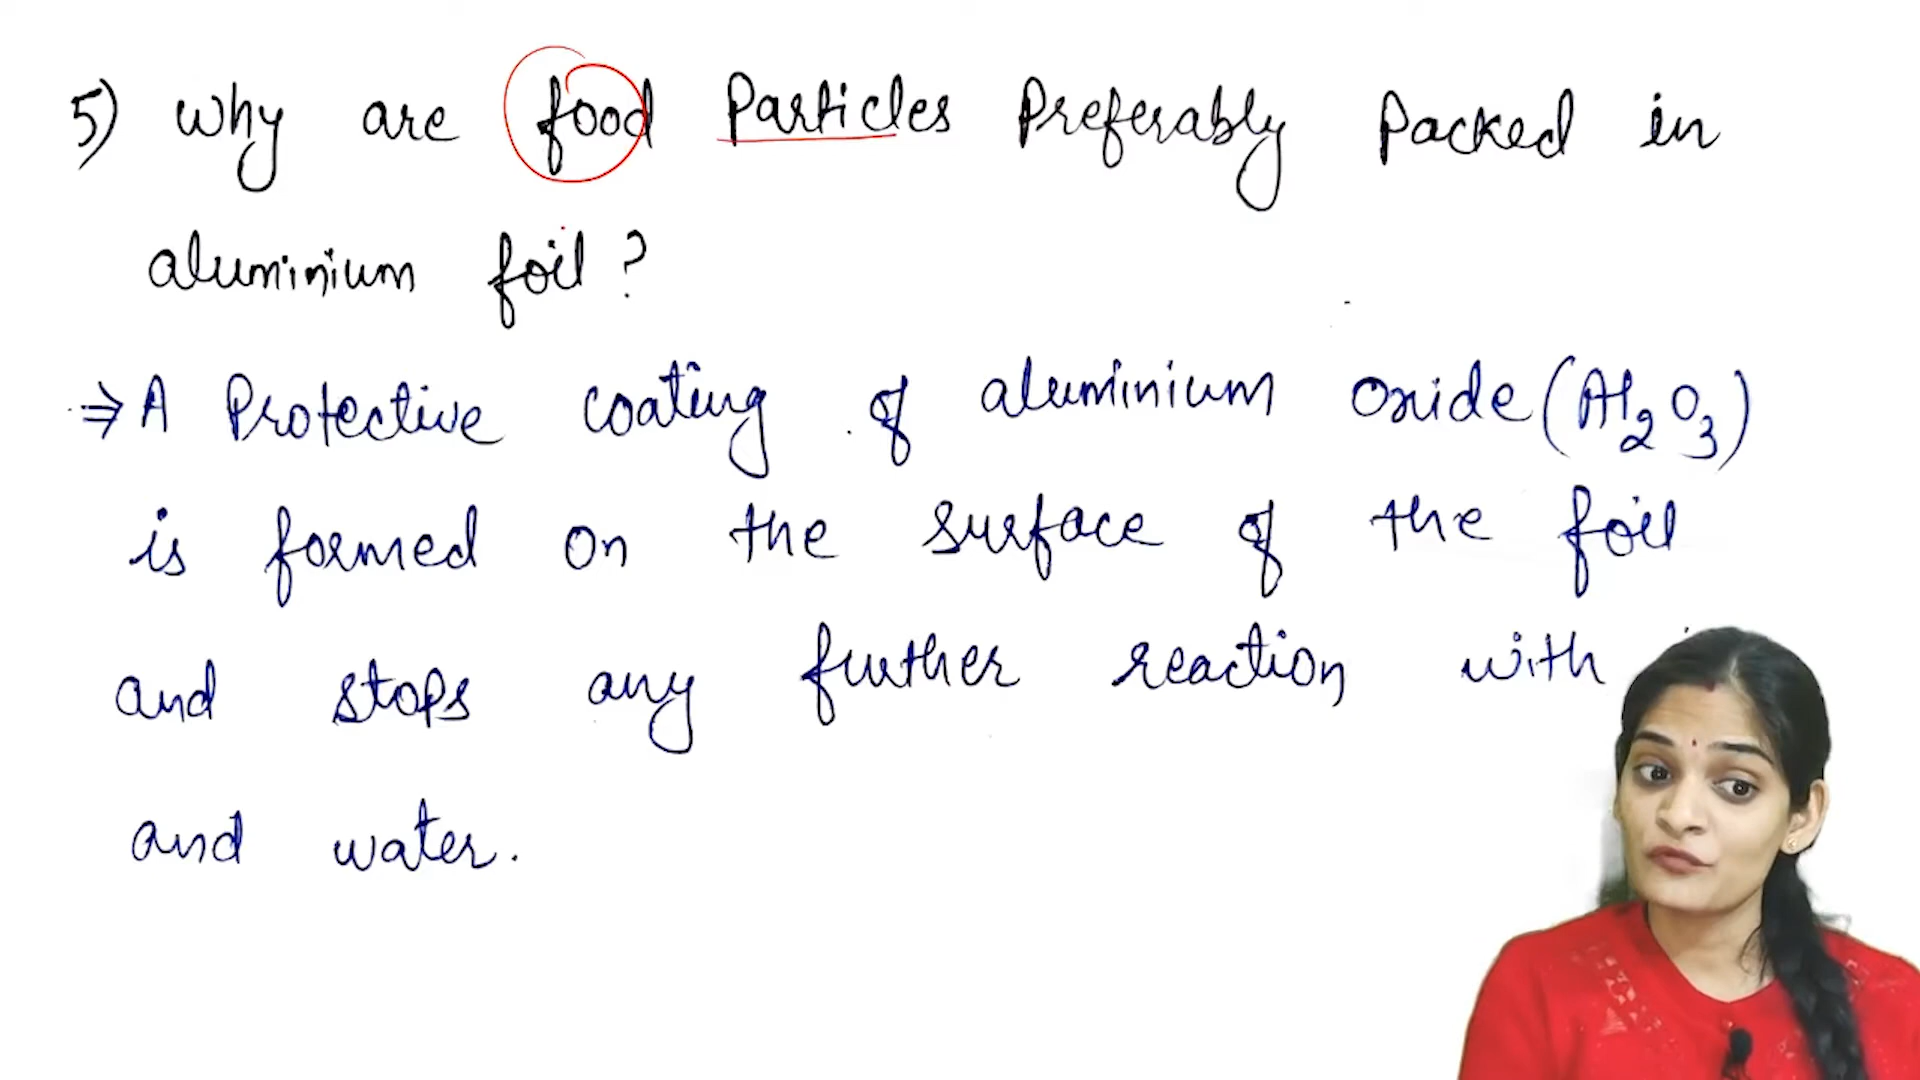 5) Why are food Particles Preferably Packed in
aluminium foil?
⇒ A Protective coating of aluminium oxide (Al₂O₃)
is formed on the surface of the foil
and stops any further reaction with
and water.